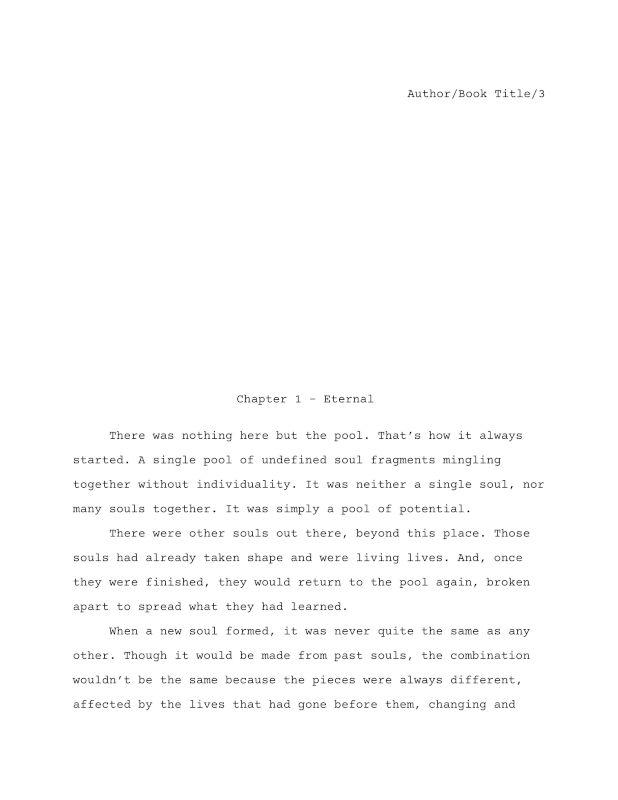 Author/Book Title/3
Chapter 1 – Eternal
There was nothing here but the pool. That’s how it always
started. A single pool of undefined soul fragments mingling
together without individuality. It was neither a single soul, nor
many souls together. It was simply a pool of potential.
There were other souls out there, beyond this place. Those
souls had already taken shape and were living lives. And, once
they were finished, they would return to the pool again, broken
apart to spread what they had learned.
When a new soul formed, it was never quite the same as any
other. Though it would be made from past souls, the combination
wouldn’t be the same because the pieces were always different,
affected by the lives that had gone before them, changing and